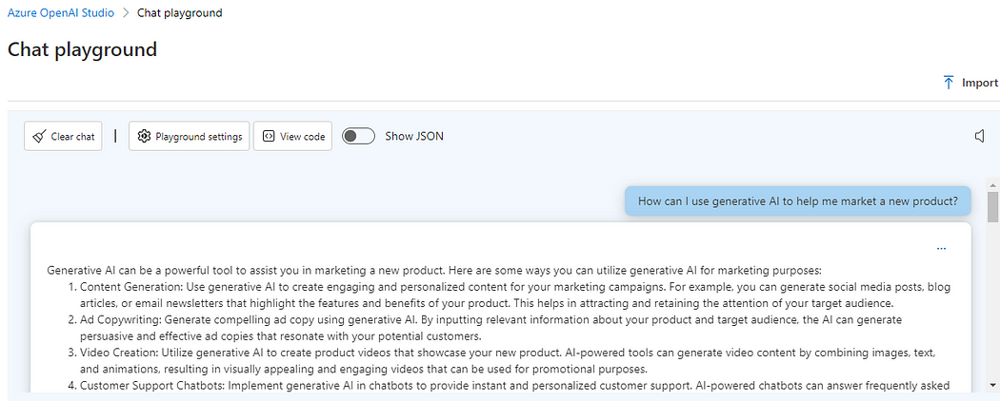 Azure OpenAI Studio > Chat playground
Chat playground
Import
Clear chat | Playground settings View code Show JSON
How can I use generative AI to help me market a new product?
...
Generative AI can be a powerful tool to assist you in marketing a new product. Here are some ways you can utilize generative AI for marketing purposes:
1. Content Generation: Use generative AI to create engaging and personalized content for your marketing campaigns. For example, you can generate social media posts, blog
articles, or email newsletters that highlight the features and benefits of your product. This helps in attracting and retaining the attention of your target audience.
2. Ad Copywriting: Generate compelling ad copy using generative AI. By inputting relevant information about your product and target audience, the AI can generate
persuasive and effective ad copies that resonate with your potential customers.
3. Video Creation: Utilize generative AI to create product videos that showcase your new product. AI-powered tools can generate video content by combining images, text,
and animations, resulting in visually appealing and engaging videos that can be used for promotional purposes.
4. Customer Support Chatbots: Implement generative AI in chatbots to provide instant and personalized customer support. AI-powered chatbots can answer frequently asked